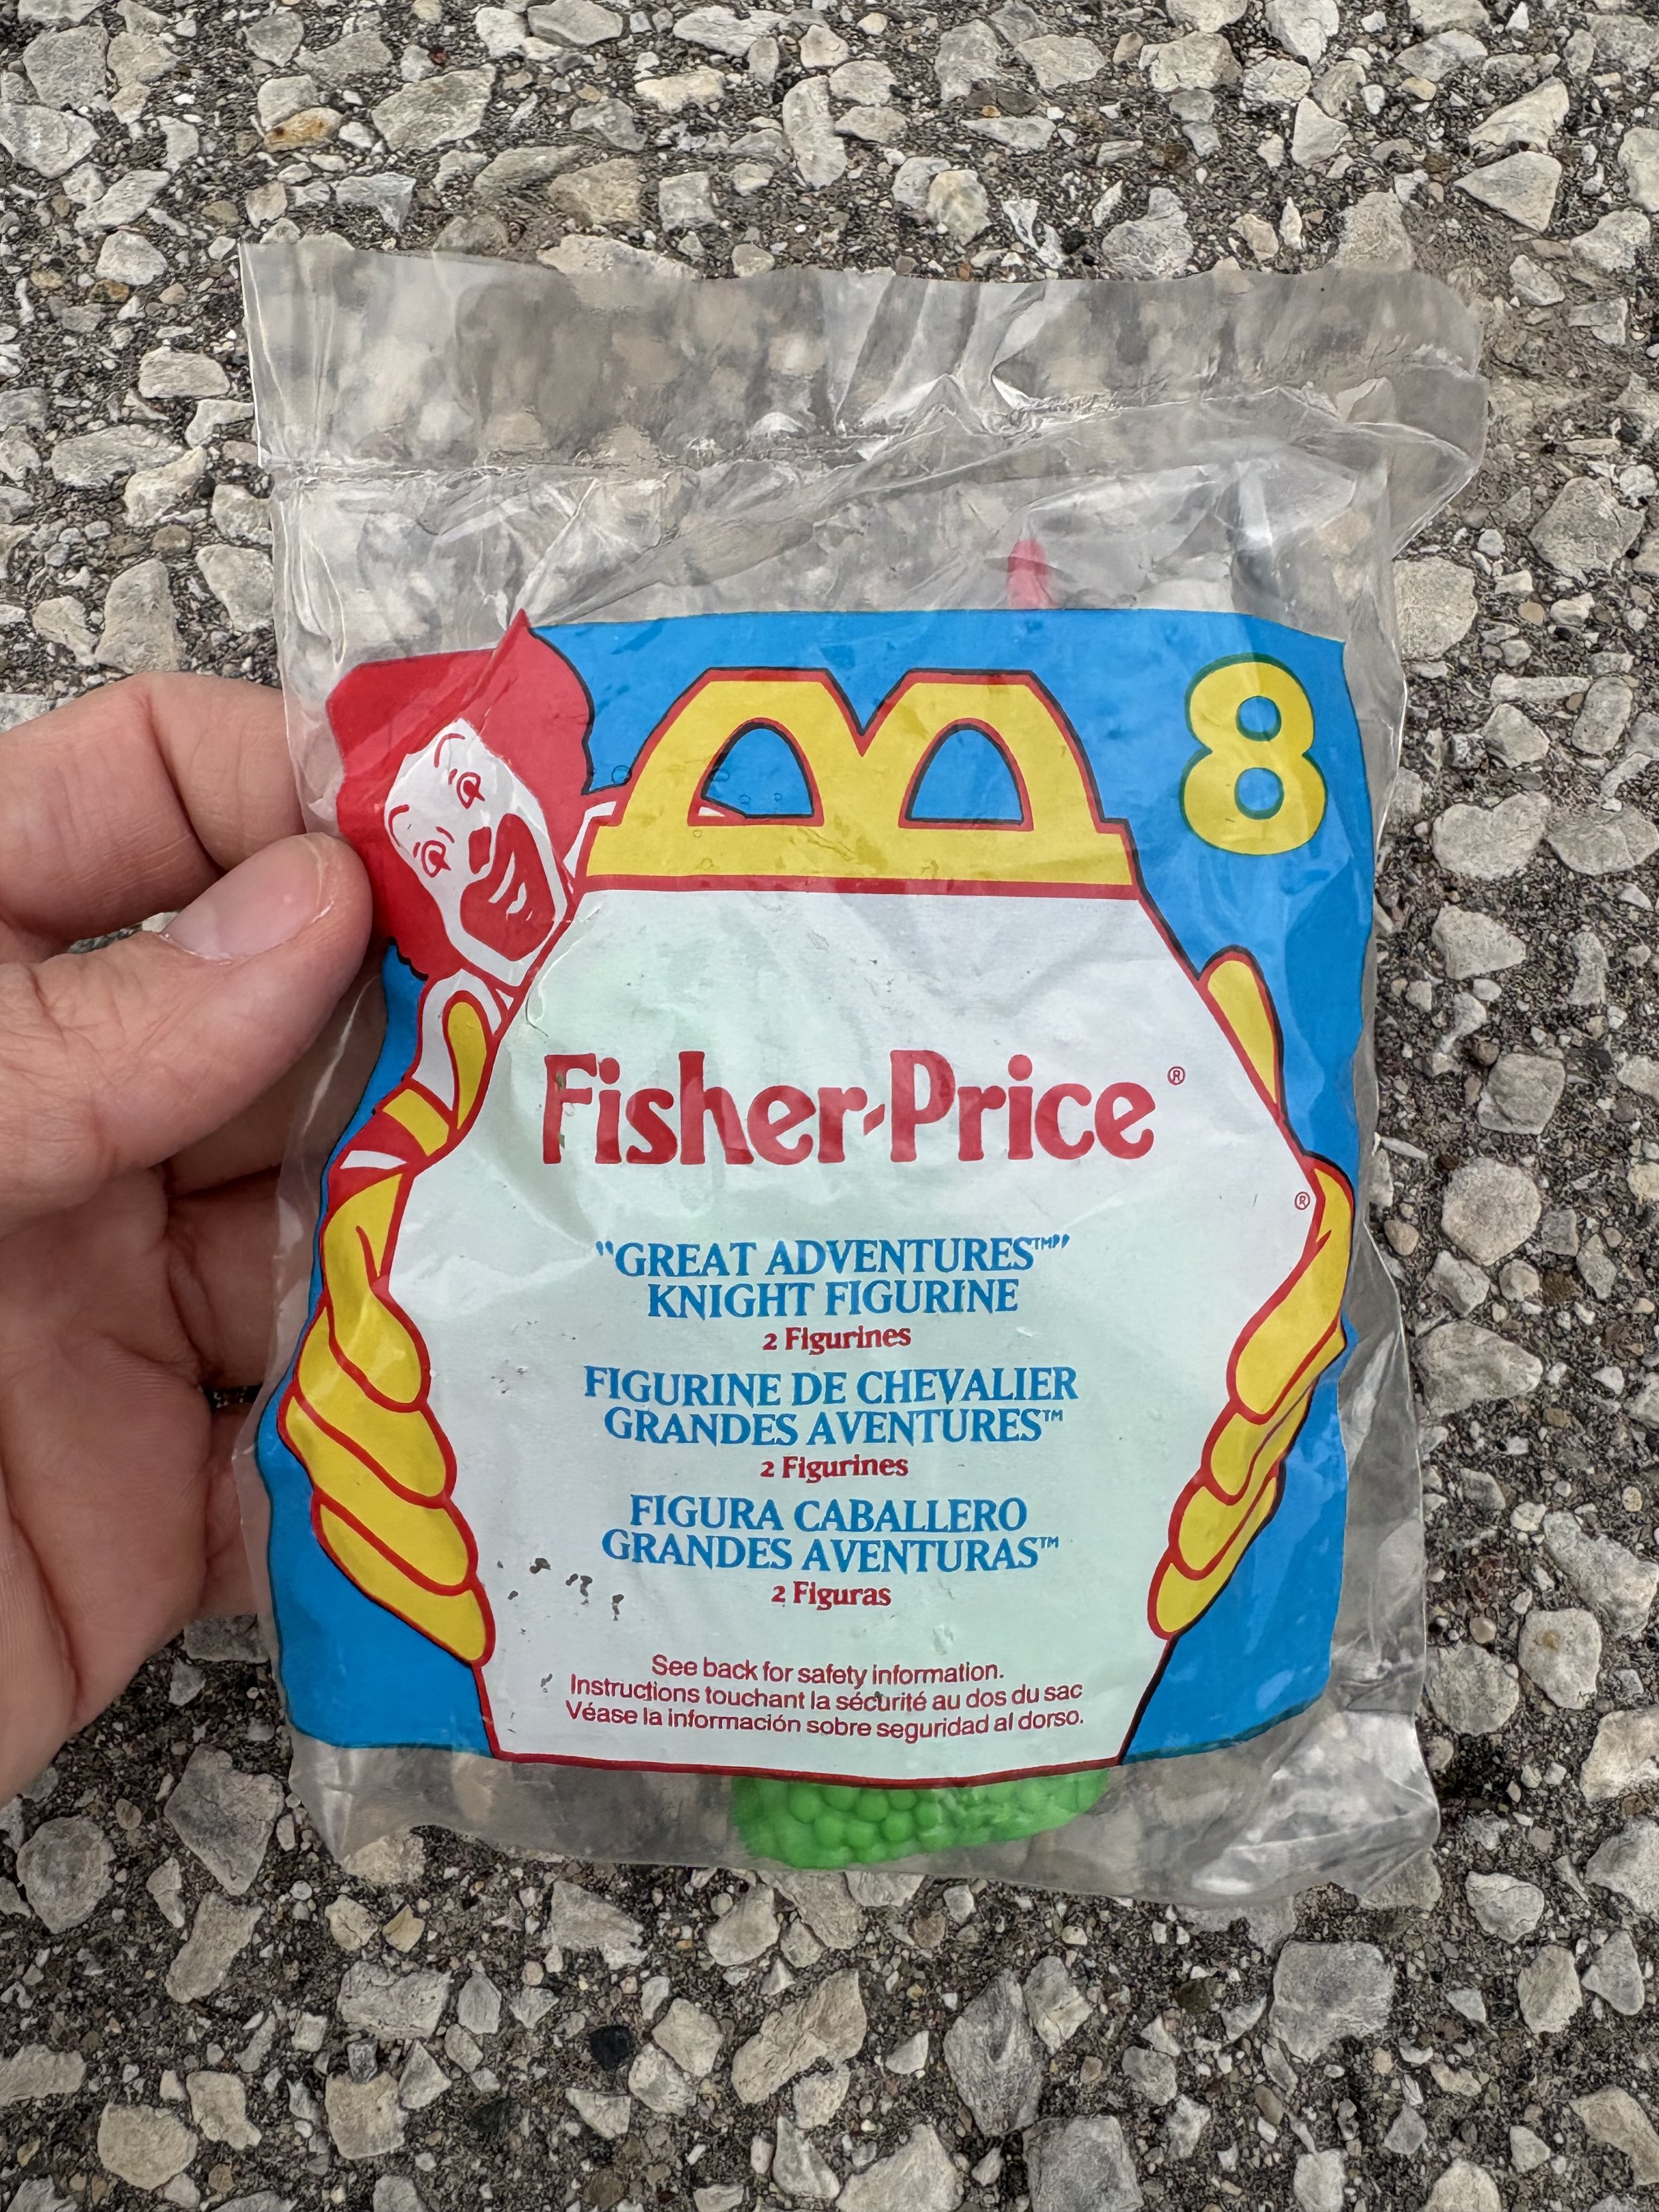 8
Fisher-Price®
®
"GREAT ADVENTURES™"
KNIGHT FIGURINE
2 Figurines
FIGURINE DE CHEVALIER
GRANDES AVENTURES™
2 Figurines
FIGURA CABALLERO
GRANDES AVENTURAS™
2 Figuras
See back for safety information.
Instructions touchant la sécurité au dos du sac
Véase la información sobre seguridad al dorso.